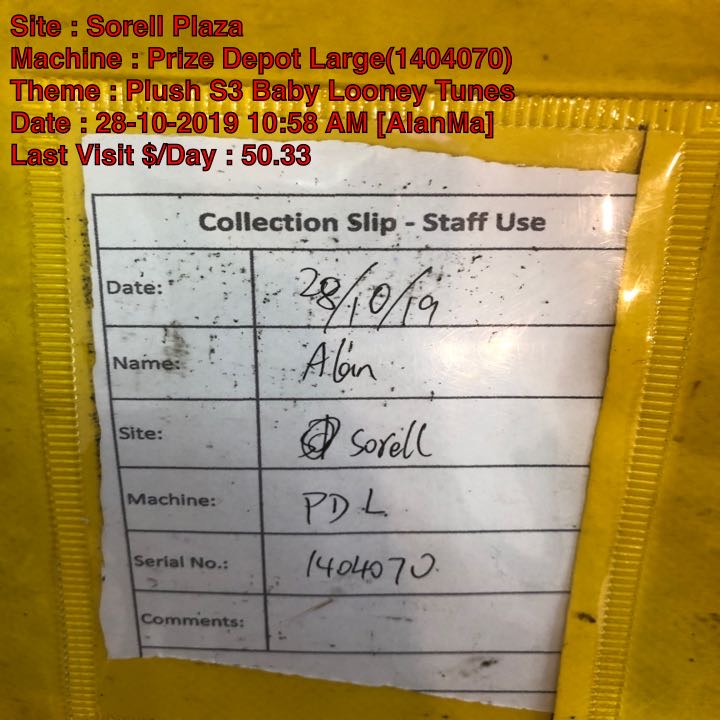 Site : Sorell Plaza
Machine : Prize Depot Large(1404070)
Theme : Plush S3 Baby Looney Tunes
Date : 28-10-2019 10:58 AM [AlanMa]
Last Visit $/Day : 50.33
Collection Slip - Staff Use
Date: 28/10/19
Name: Alan
Site: Sorell
Machine: PDL
Serial No.: 1404070
Comments: